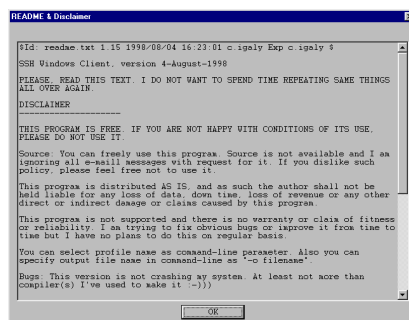 README & Disclaimer
$Id: readme.txt 1.15 1998/08/04 16:23:01 c.igaly Exp c.igaly $
SSH Windows Client, version 4-August-1998
PLEASE, READ THIS TEXT. I DO NOT WANT TO SPEND TIME REPEATING SAME THINGS
ALL OVER AGAIN.
DISCLAIMER
--------------------
THIS PROGRAM IS FREE. IF YOU ARE NOT HAPPY WITH CONDITIONS OF ITS USE,
PLEASE DO NOT USE IT.
Source: You can freely use this program. Source is not available and I am
ignoring all e-maill messages with request for it. If you dislike such
policy, please feel free not to use it.
This program is distributed AS IS, and as such the author shall not be
held liable for any loss of data, down time, loss of revenue or any other
direct or indirect damage or claims caused by this program.
This program is not supported and there is no warranty or claim of fitness
or reliability. I am trying to fix obvious bugs or improve it from time to
time but I have no plans to do this on regular basis.
You can select profile name as command-line parameter. Also you can
specify output file name in command-line as "-o filename".
Bugs: This version is not crashing my system. At least not more than
compiler(s) I've used to make it :-)))
OK